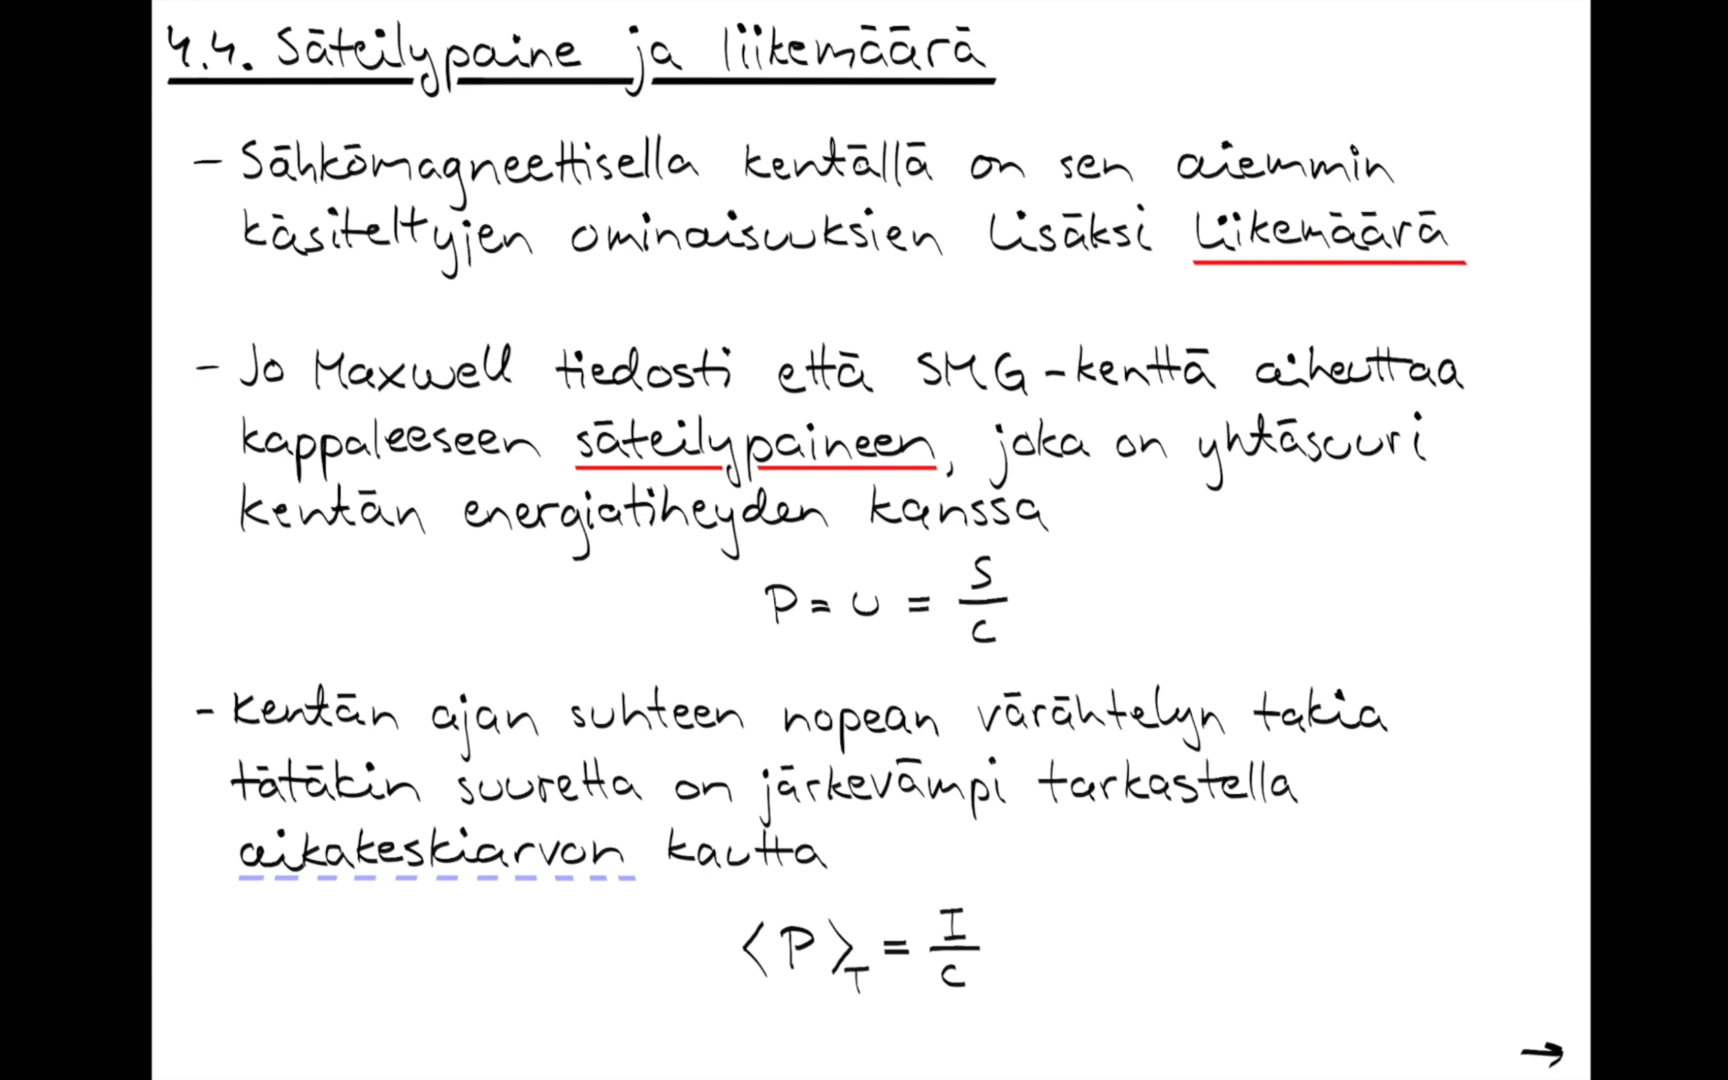 4.4. Säteilypaine ja liikemäärä
- Sähkömagneettisella kentällä on sen aiemmin
käsiteltyjen ominaisuuksien lisäksi liikemäärä
- Jo Maxwell tiedosti että SMG-kenttä aiheuttaa
kappaleeseen säteilypaineen, joka on yhtäsuuri
kentän energiatiheyden kanssa
P = u = S/c
- Kentän ajan suhteen nopean värähtelyn takia
tätäkin suuretta on järkevämpi tarkastella
aikakeskiarvon kautta
⟨P⟩_T = I/c
→